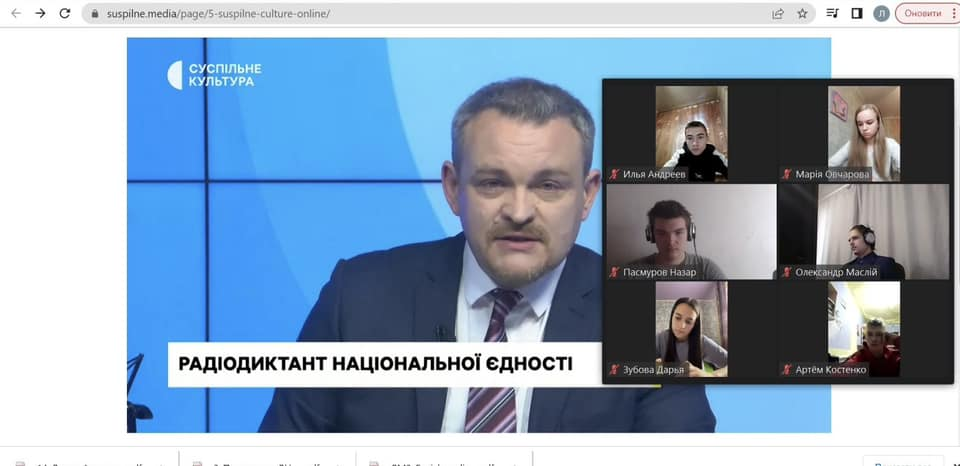 suspilne.media/page/5-suspilne-culture-online/
Л
Оновити
СУСПІЛЬНЕ
КУЛЬТУРА
Илья Андреев
Марія Овчарова
Пасмуров Назар
Олександр Маслій
Зубова Дарья
Артём Костенко
РАДІОДИКТАНТ НАЦІОНАЛЬНОЇ ЄДНОСТІ